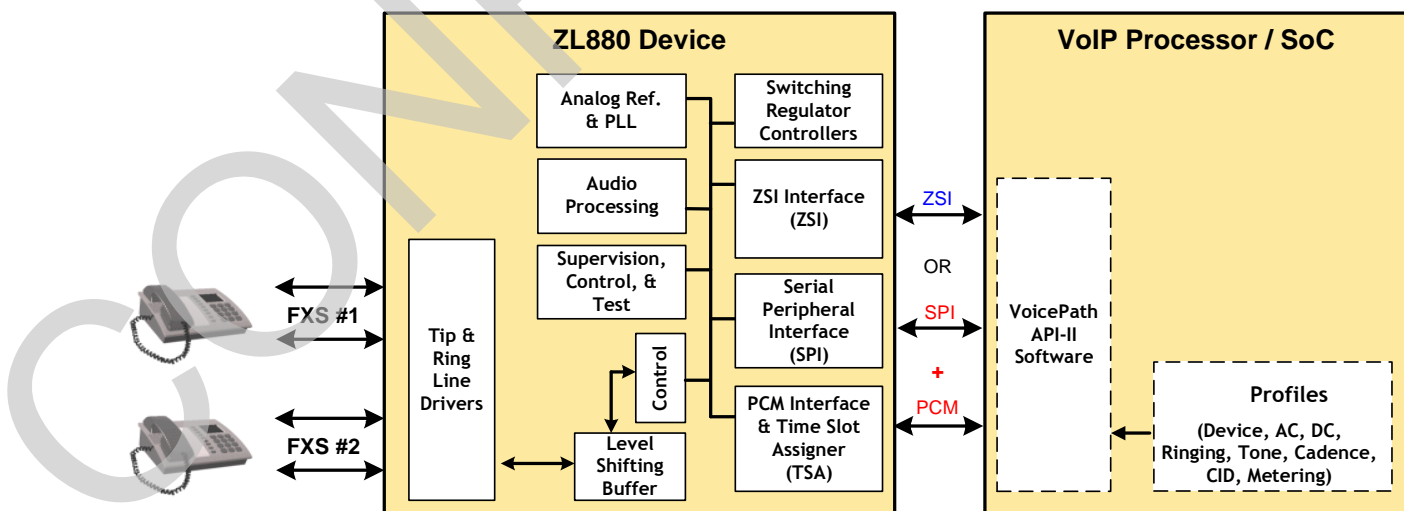 ZL880 Device
VoIP Processor / SoC
Analog Ref.
& PLL
Switching
Regulator
Controllers
Audio
Processing
ZSI Interface
(ZSI)
Supervision,
Control, &
Test
Serial
Peripheral
Interface
(SPI)
Control
PCM Interface
& Time Slot
Assigner
(TSA)
Tip &
Ring
Line
Drivers
Level
Shifting
Buffer
FXS #1
FXS #2
ZSI
OR
SPI
+
PCM
VoicePath
API-II
Software
Profiles
(Device, AC, DC,
Ringing, Tone, Cadence,
CID, Metering)